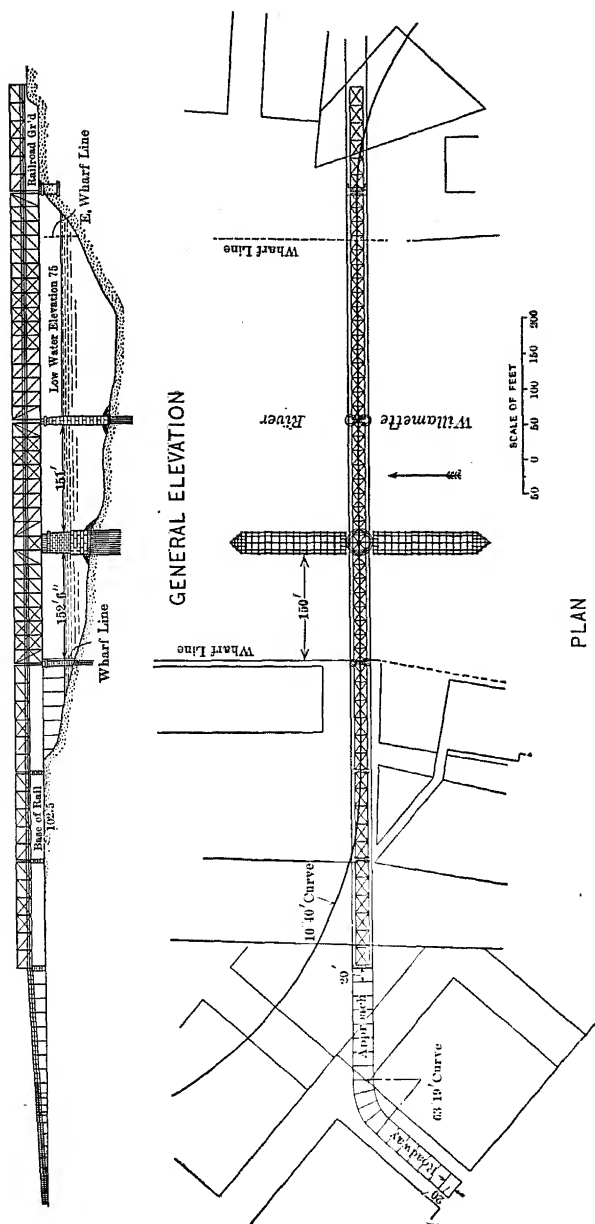 Railroad Gr'd
E. Wharf Line
Low Water Elevation 75
151'
152'6"
Wharf Line
Base of Rail
102.5
GENERAL ELEVATION
Wharf Line
River
Willamette
150'
Wharf Line
200
150
100
50
0
50
SCALE OF FEET
10°40' Curve
20'
Approach
63°19' Curve
Roadway
20'
PLAN